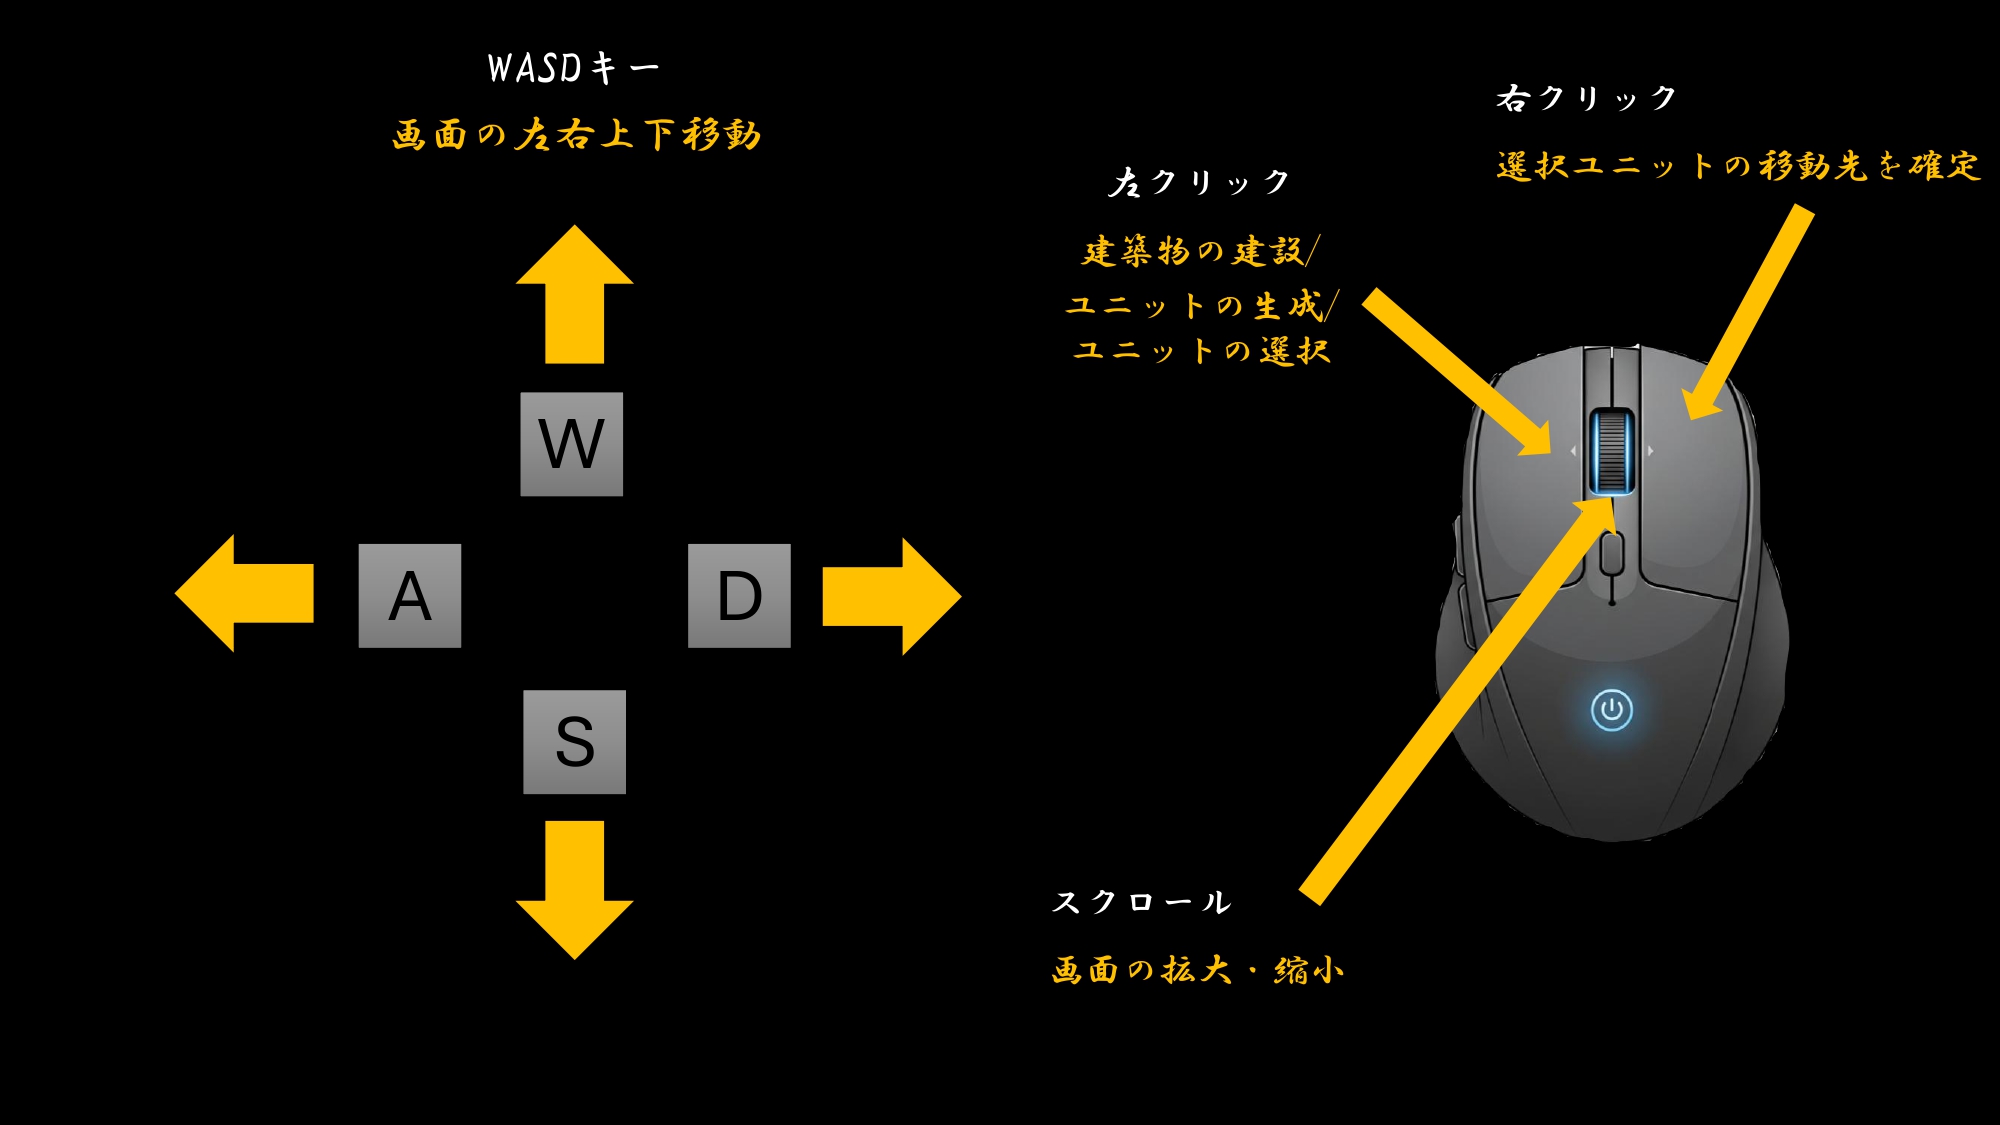 WASDキー
画面の左右上下移動
W
A
D
S
左クリック
建築物の建設/
ユニットの生成/
ユニットの選択
右クリック
選択ユニットの移動先を確定
スクロール
画面の拡大・縮小